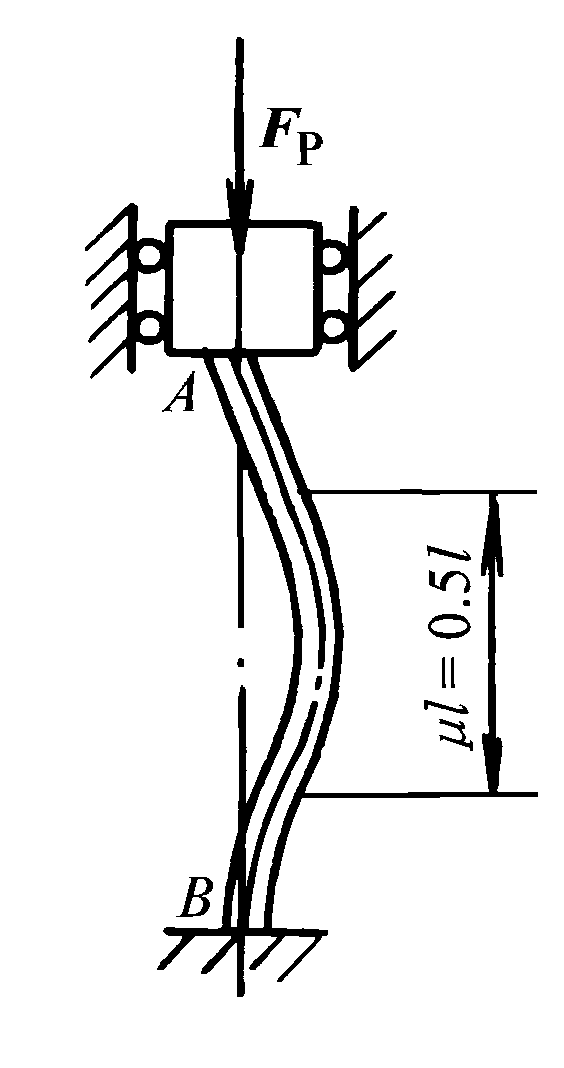 F_P
A
μl = 0.5l
B